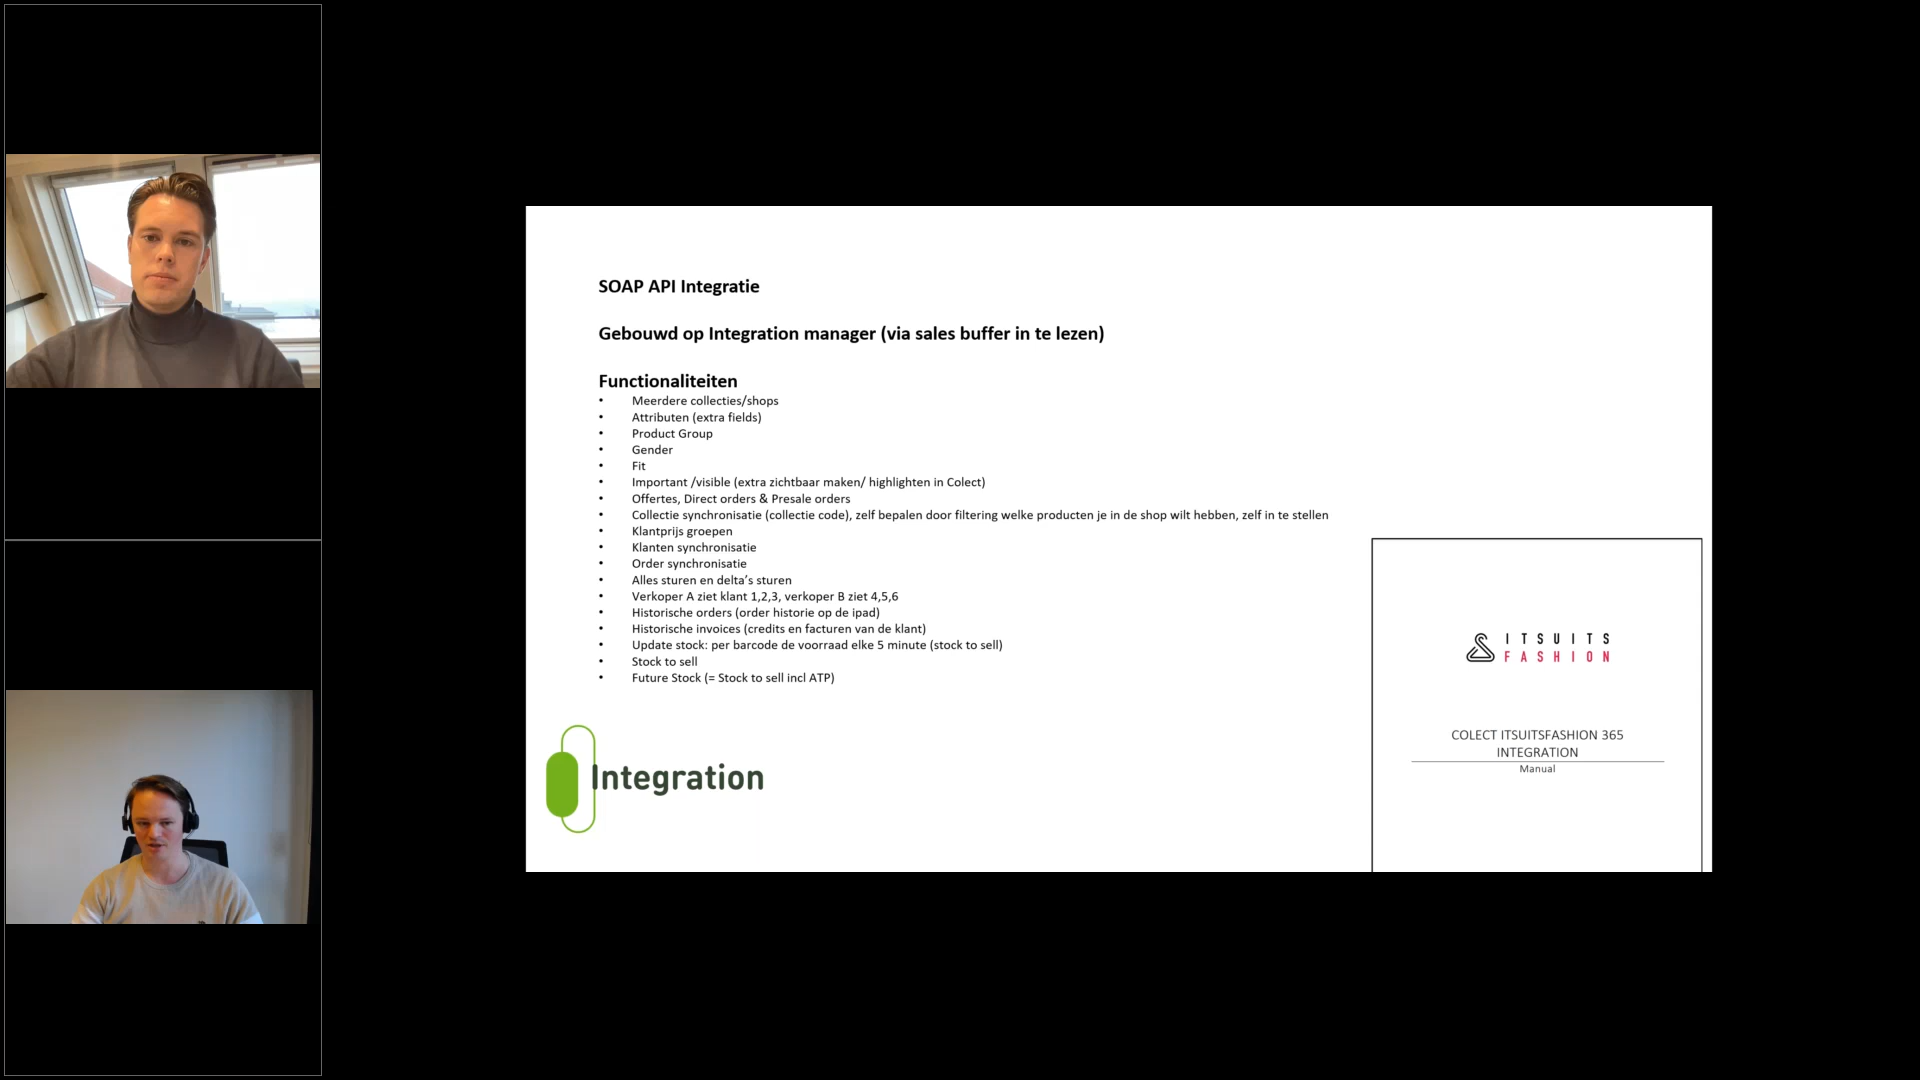 SOAP API Integratie
Gebouwd op Integration manager (via sales buffer in te lezen)
Functionaliteiten
• Meerdere collecties/shops
• Attributen (extra fields)
• Product Group
• Gender
• Fit
• Important /visible (extra zichtbaar maken/ highlighten in Colect)
• Offertes, Direct orders & Presale orders
• Collectie synchronisatie (collectie code), zelf bepalen door filtering welke producten je in de shop wilt hebben, zelf in te stellen
• Klantprijs groepen
• Klanten synchronisatie
• Order synchronisatie
• Alles sturen en delta’s sturen
• Verkoper A ziet klant 1,2,3, verkoper B ziet 4,5,6
• Historische orders (order historie op de ipad)
• Historische invoices (credits en facturen van de klant)
• Update stock: per barcode de voorraad elke 5 minute (stock to sell)
• Stock to sell
• Future Stock (= Stock to sell incl ATP)
Integration
ITSUITS
FASHION
COLECT ITSUITSFASHION 365
INTEGRATION
Manual